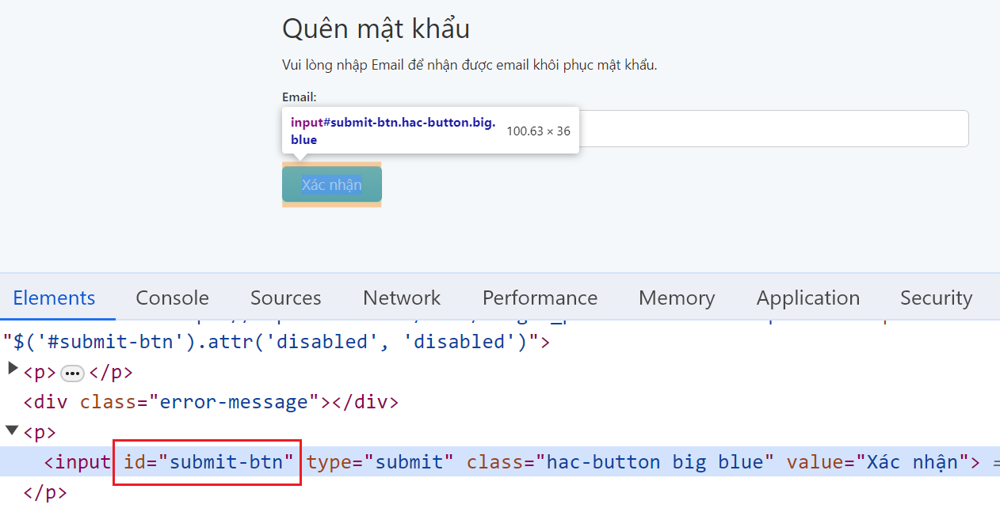 Quên mật khẩu
Vui lòng nhập Email để nhận được email khôi phục mật khẩu.
Email:
input#submit-btn.hac-button.big.
blue
100.63 × 36
Xác nhận
Elements Console Sources Network Performance Memory Application Security
"$('#submit-btn').attr('disabled', 'disabled')">
<p>…</p>
<div class="error-message"></div>
<p>
<input id="submit-btn" type="submit" class="hac-button big blue" value="Xác nhận">
</p>